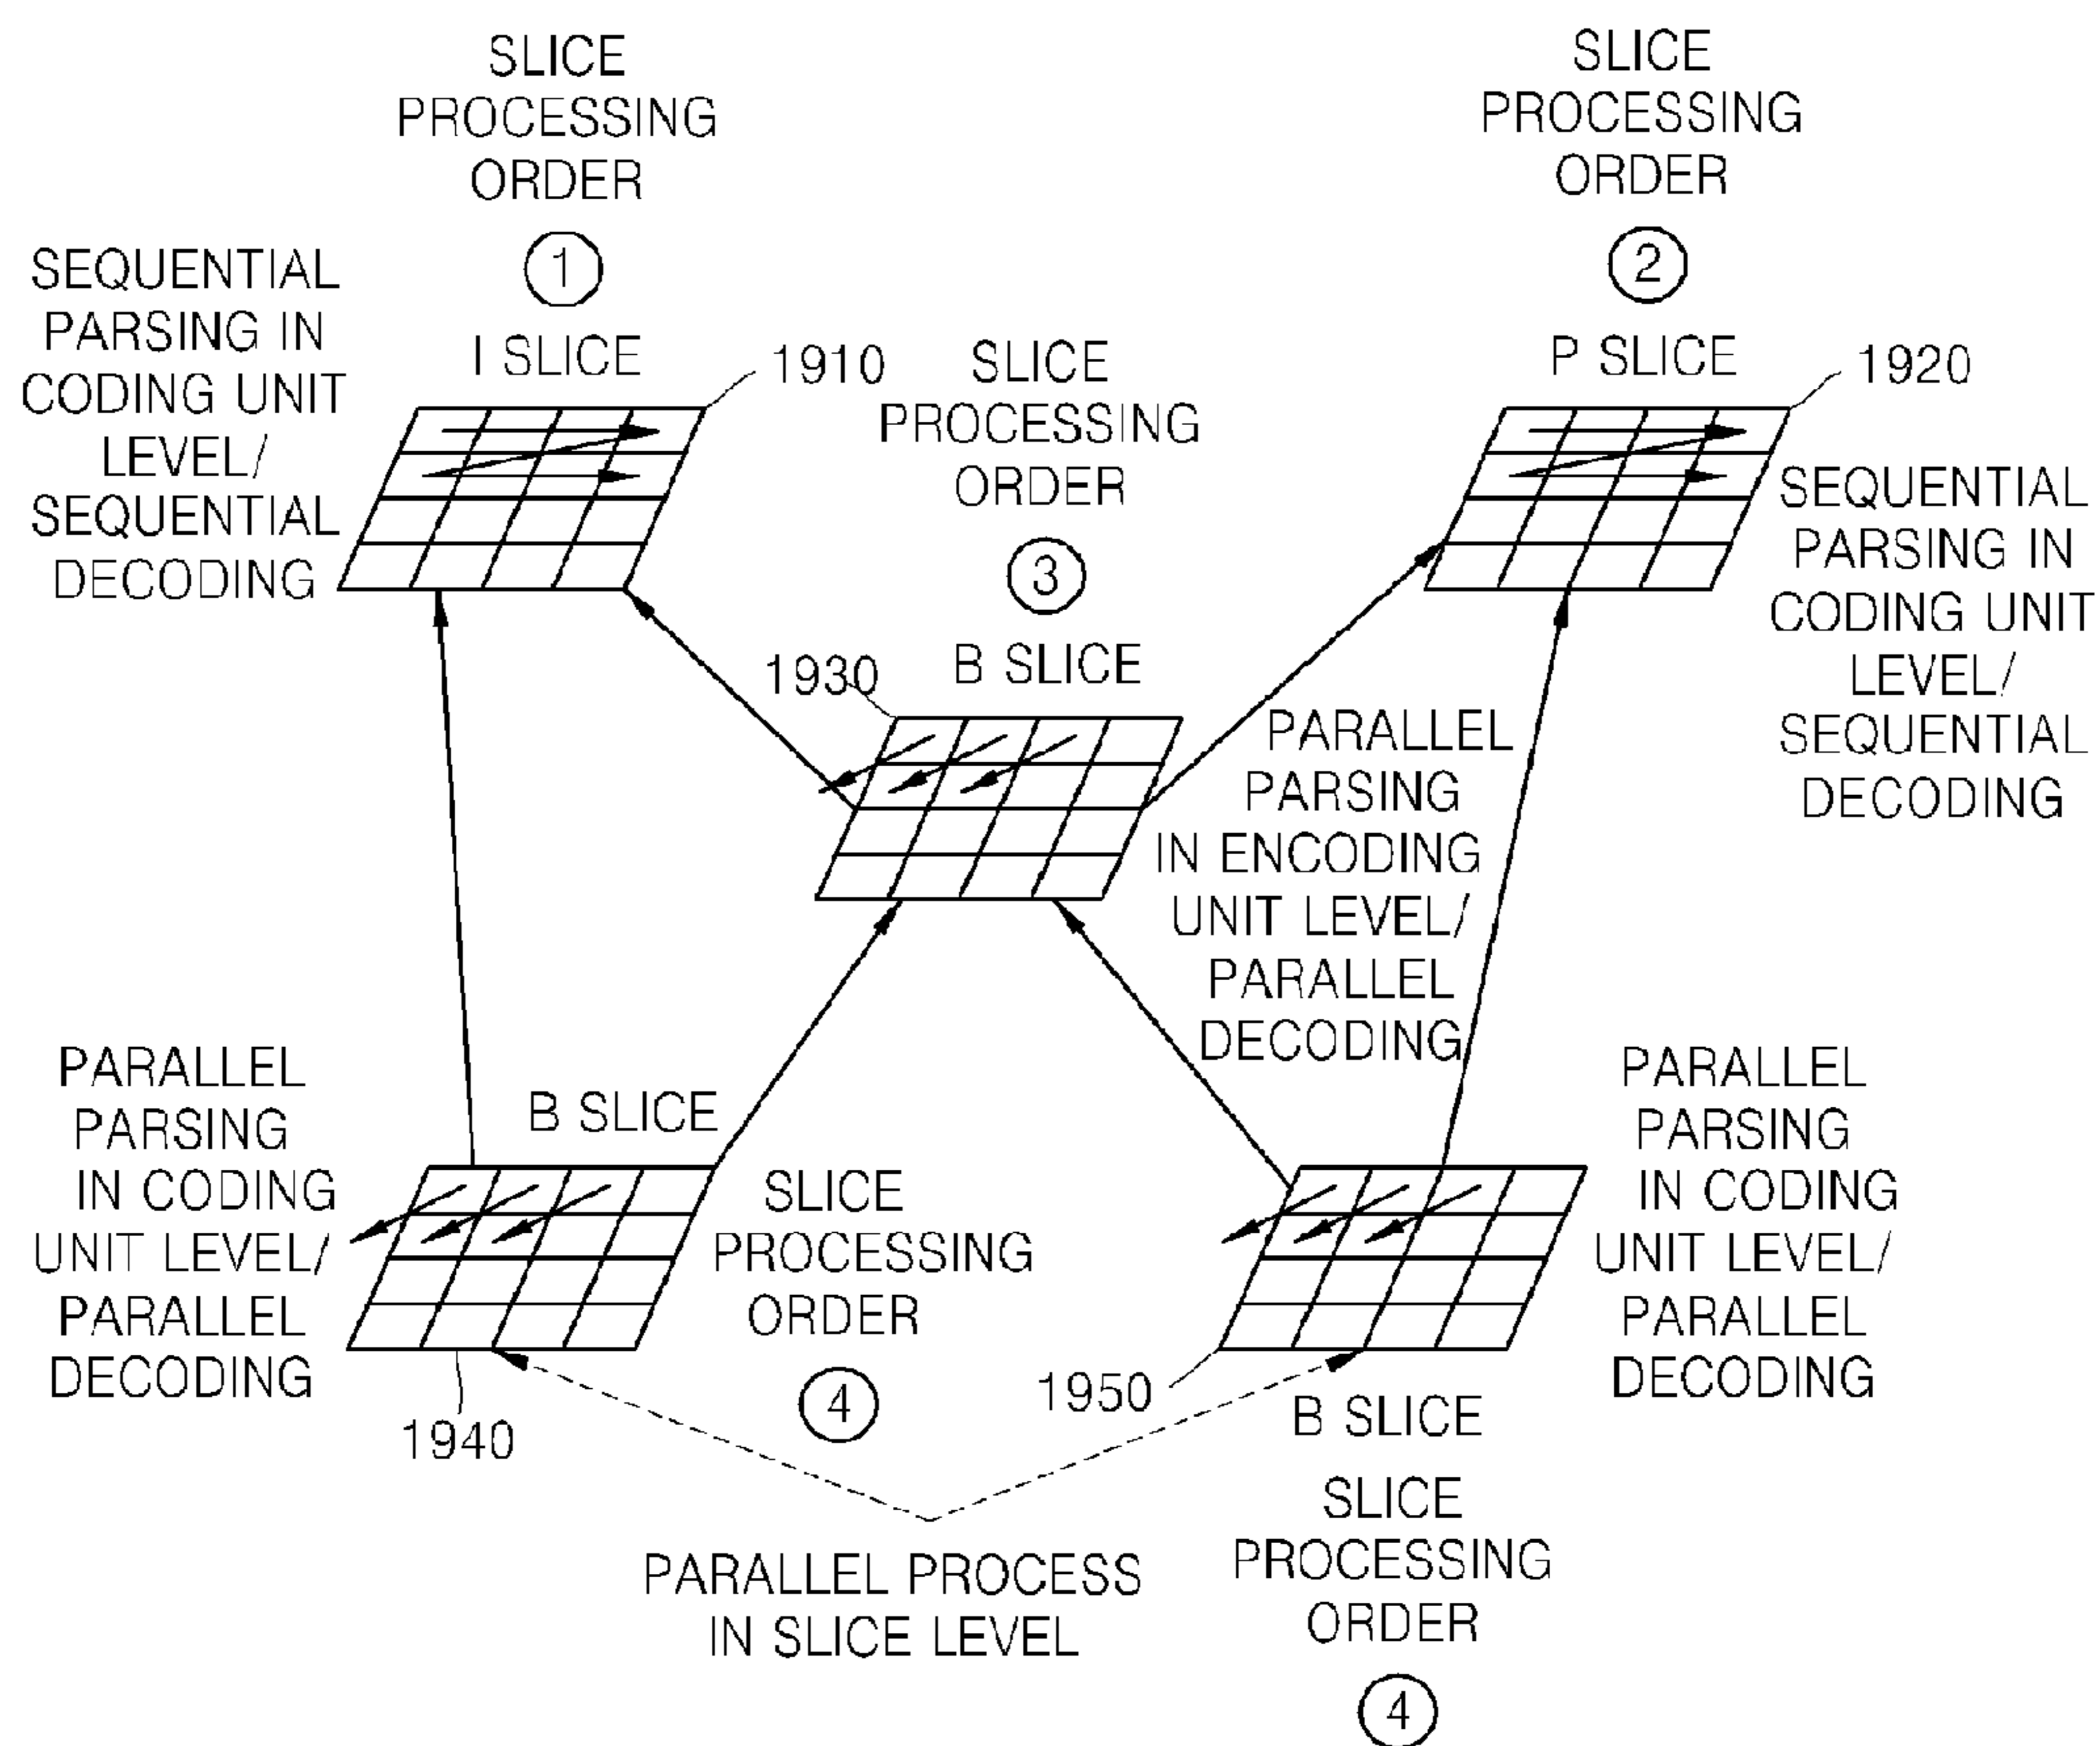 SLICE
PROCESSING
ORDER
1
I SLICE
1910
SEQUENTIAL
PARSING IN
CODING UNIT
LEVEL/
SEQUENTIAL
DECODING
SLICE
PROCESSING
ORDER
2
P SLICE
1920
SEQUENTIAL
PARSING IN
CODING UNIT
LEVEL/
SEQUENTIAL
DECODING
SLICE
PROCESSING
ORDER
3
B SLICE
1930
PARALLEL
PARSING
IN ENCODING
UNIT LEVEL/
PARALLEL
DECODING
PARALLEL
PARSING
IN CODING
UNIT LEVEL/
PARALLEL
DECODING
B SLICE
1940
SLICE
PROCESSING
ORDER
4
PARALLEL
PARSING
IN CODING
UNIT LEVEL/
PARALLEL
DECODING
1950
B SLICE
SLICE
PROCESSING
ORDER
4
PARALLEL PROCESS
IN SLICE LEVEL